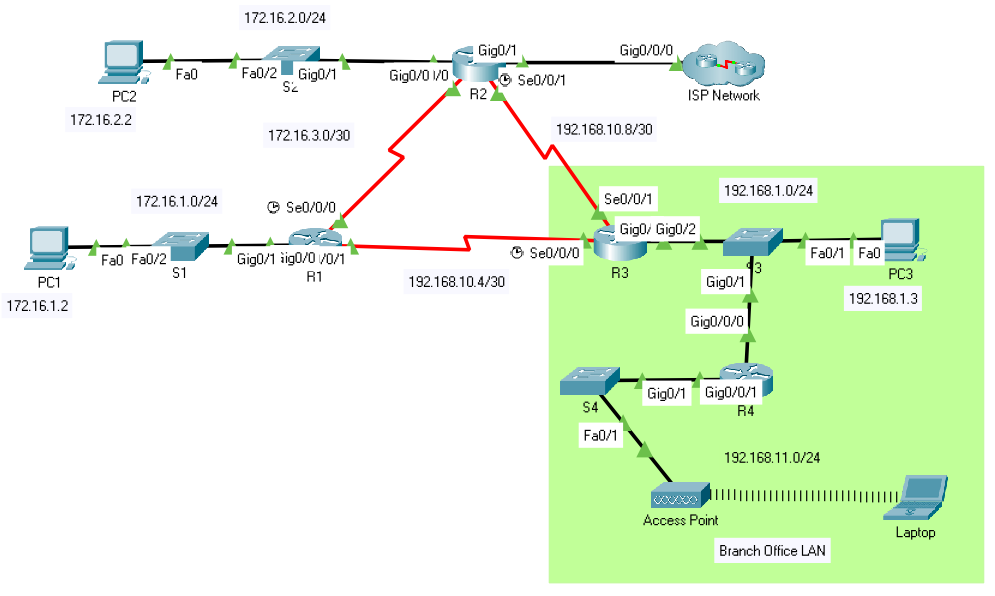 172.16.2.0/24
PC2
Fa0
Fa0/2
S2
Gig0/1
Gig0/0
I/0
R2
Gig0/1
Se0/0/1
Gig0/0/0
ISP Network
172.16.2.2
172.16.3.0/30
192.168.10.8/30
172.16.1.0/24
Se0/0/0
PC1
Fa0
Fa0/2
S1
Gig0/1
R1
172.16.1.2
192.168.10.4/30
Se0/0/1
Se0/0/0
R3
Gig0/2
192.168.1.0/24
Gig0/1
Fa0/1
Fa0
PC3
192.168.1.3
Gig0/0/0
S4
Gig0/1
Gig0/0/1
R4
Fa0/1
192.168.11.0/24
Access Point
Laptop
Branch Office LAN